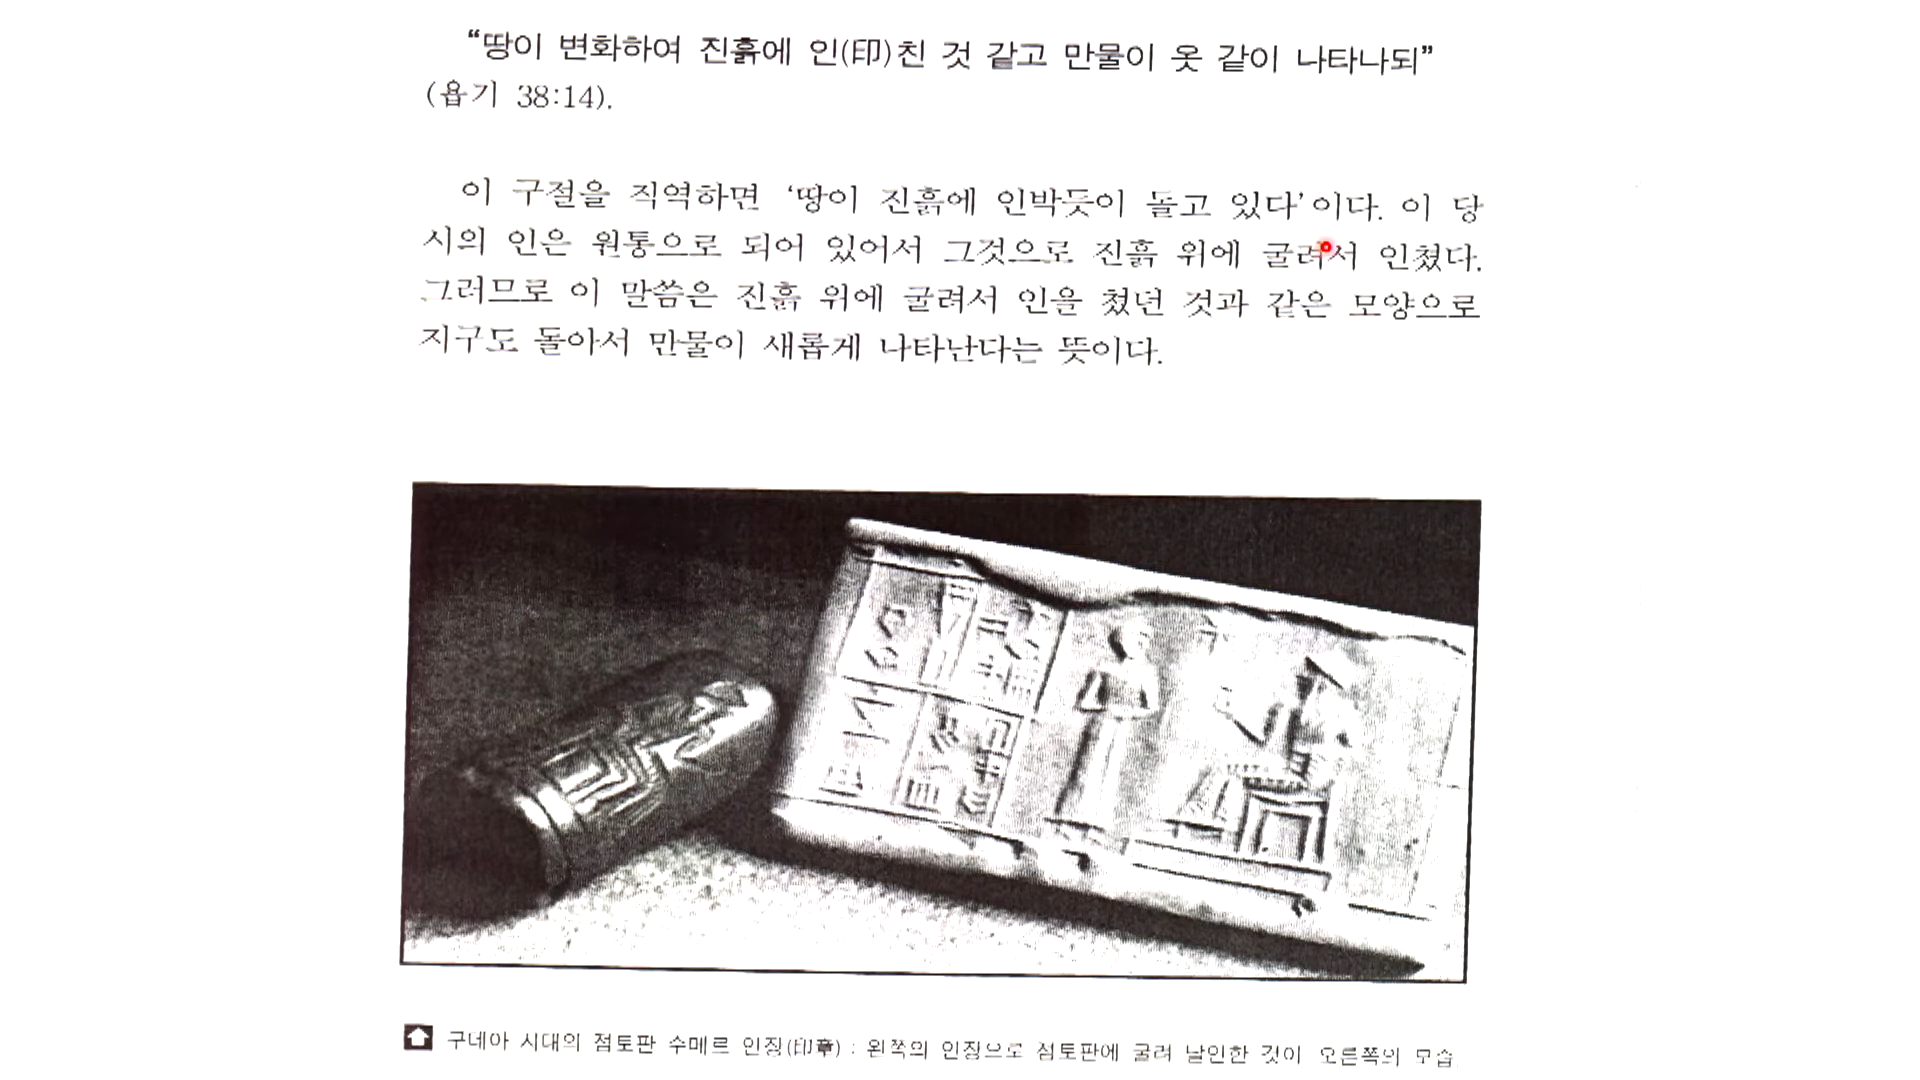 “땅이 변화하여 진흙에 인(印)친 것 같고 만물이 옷 같이 나타나되”
(욥기 38:14).
이 구절을 직역하면 ‘땅이 진흙에 인박듯이 돌고 있다’이다. 이 당
시의 인은 원통으로 되어 있어서 그것으로 진흙 위에 굴려서 인쳤다.
그러므로 이 말씀은 진흙 위에 굴려서 인을 쳤던 것과 같은 모양으로
지구도 돌아서 만물이 새롭게 나타난다는 뜻이다.
구데아 시대의 점토판 수메르 인장(印章) : 왼쪽의 인장으로 점토판에 굴려 날인한 것이 오른쪽의 모습